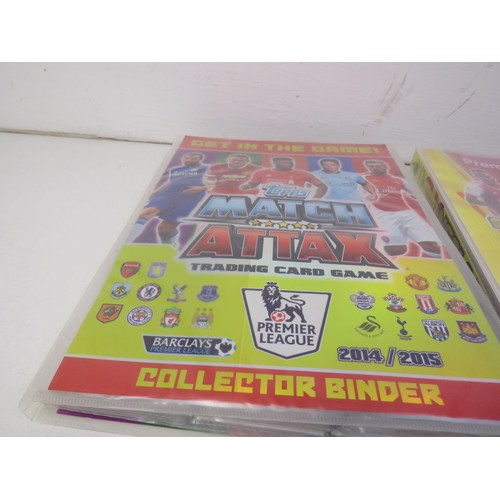 GET IN THE GAME!
Topps
MATCH
ATTAX
TRADING CARD GAME
PREMIER
LEAGUE
BARCLAYS
PREMIER LEAGUE
2014/2015
COLLECTOR BINDER